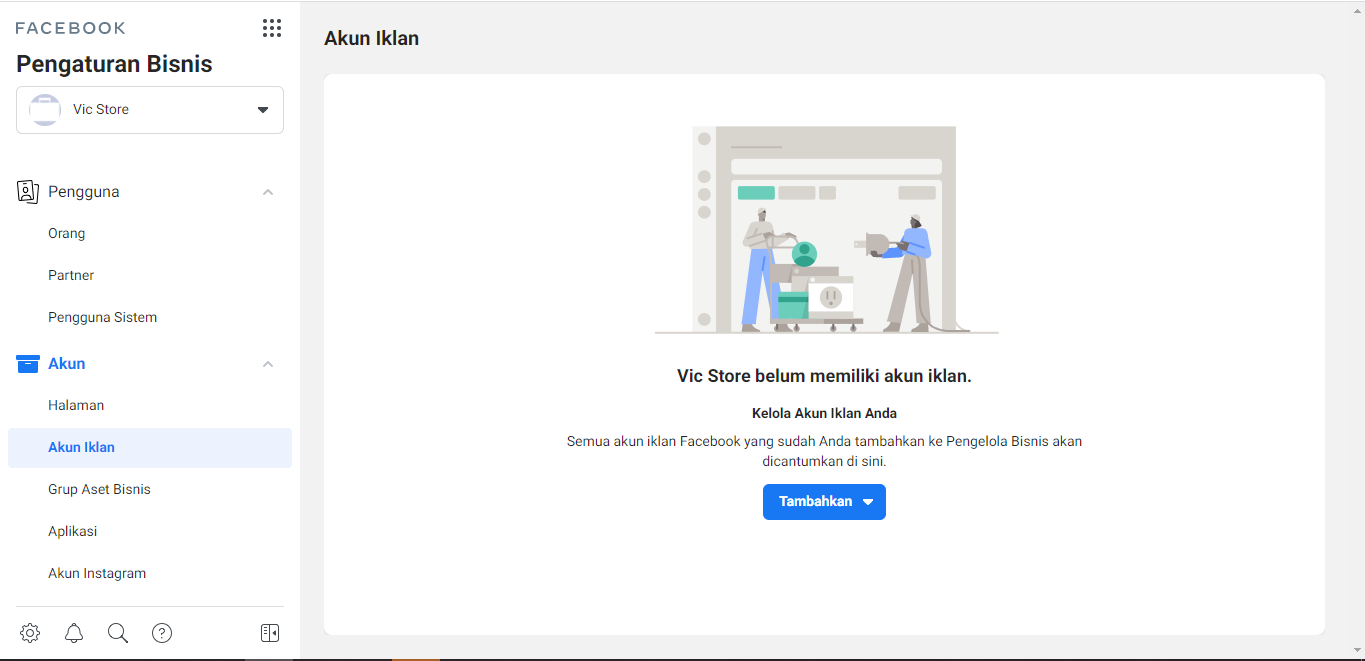 FACEBOOK
Pengaturan Bisnis
Vic Store
Pengguna
Orang
Partner
Pengguna Sistem
Akun
Halaman
Akun Iklan
Grup Aset Bisnis
Aplikasi
Akun Instagram
Akun Iklan
Vic Store belum memiliki akun iklan.
Kelola Akun Iklan Anda
Semua akun iklan Facebook yang sudah Anda tambahkan ke Pengelola Bisnis akan
dicantumkan di sini.
Tambahkan